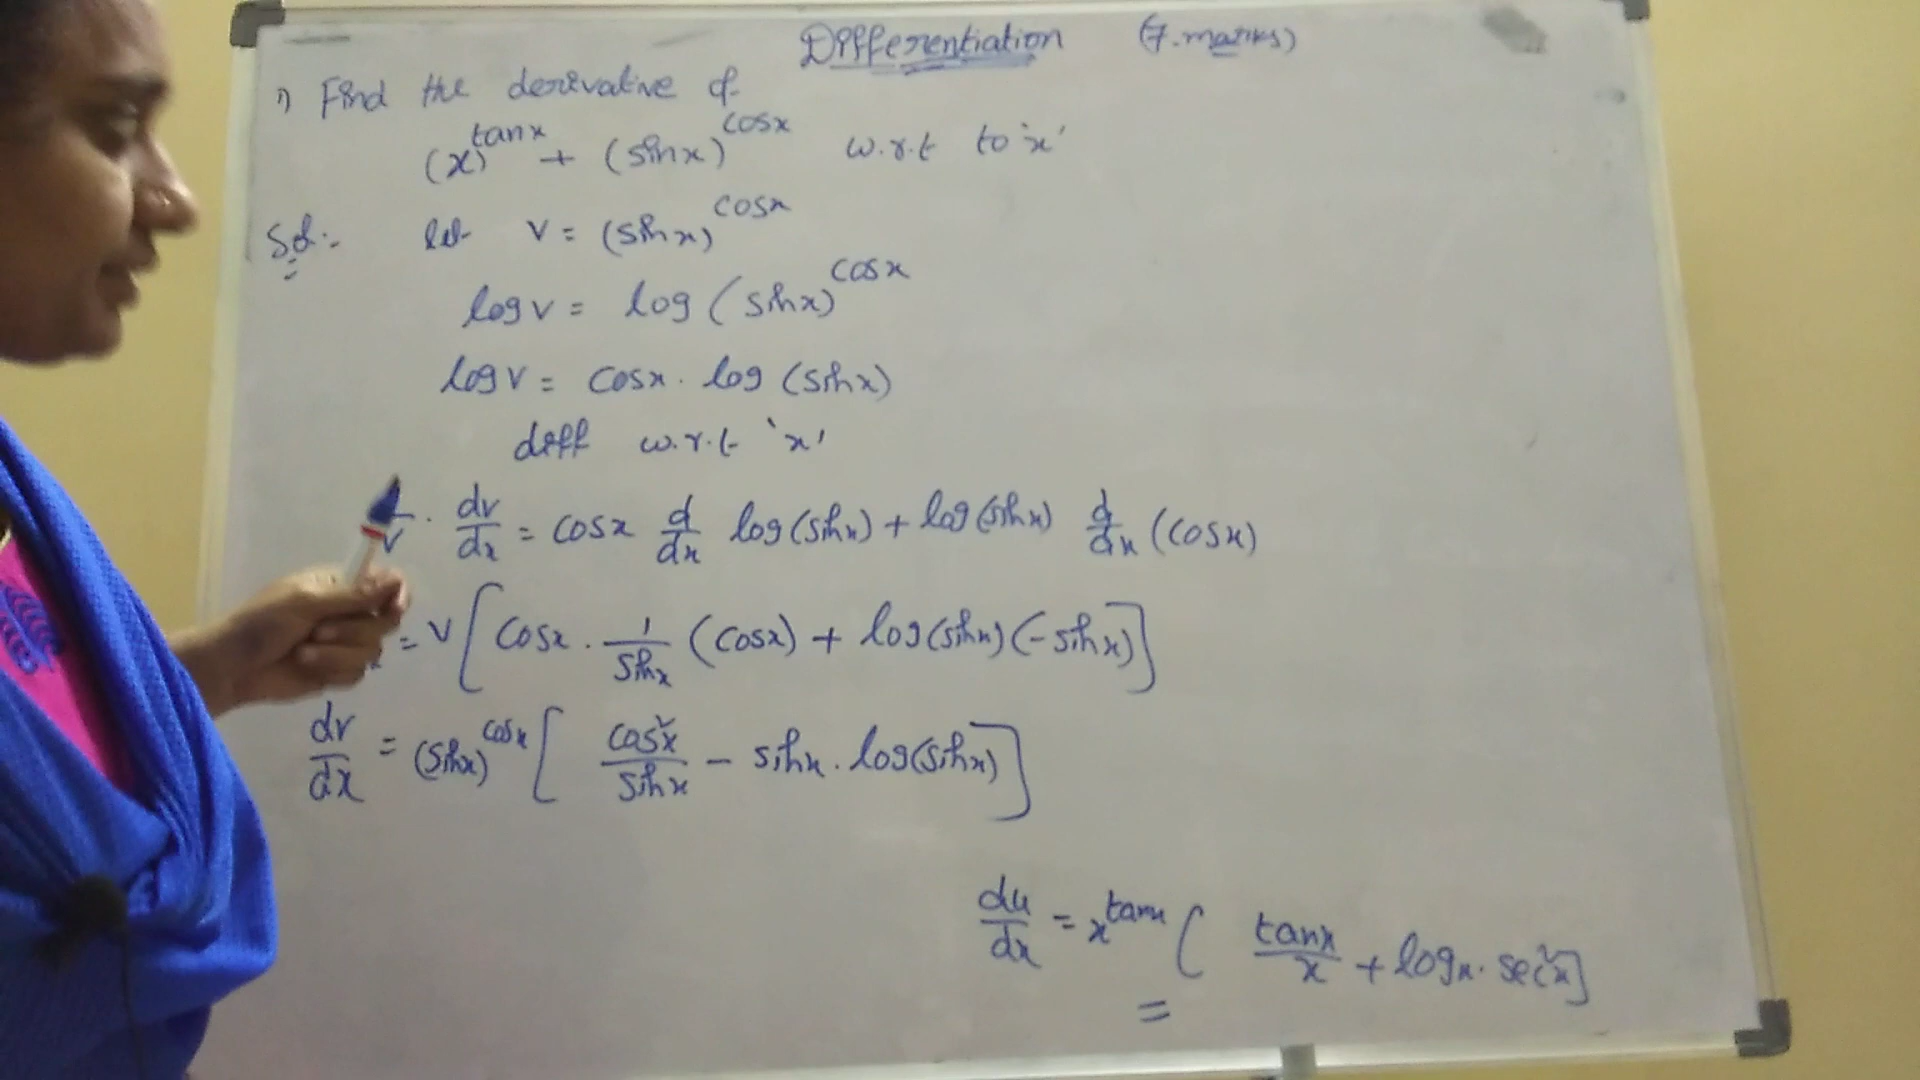 Differentiation (7.marks)
1) Find the derivative of
(x)^tanx + (sinx)^cosx w.r.t to 'x'
Sol:- let v = (sinx)^cosx
log v = log (sinx)^cosx
log v = cosx . log (sinx)
diff w.r.t 'x'
1/v . dv/dx = cosx d/dx log(sinx) + log(sinx) d/dx (cosx)
= v [ cosx . 1/sinx (cosx) + log(sinx)(-sinx) ]
dv/dx = (sinx)^cosx [ cos²x/sinx - sinx . log(sinx) ]
du/dx = x^tanx ( tanx/x + logx . sec²x ]
=